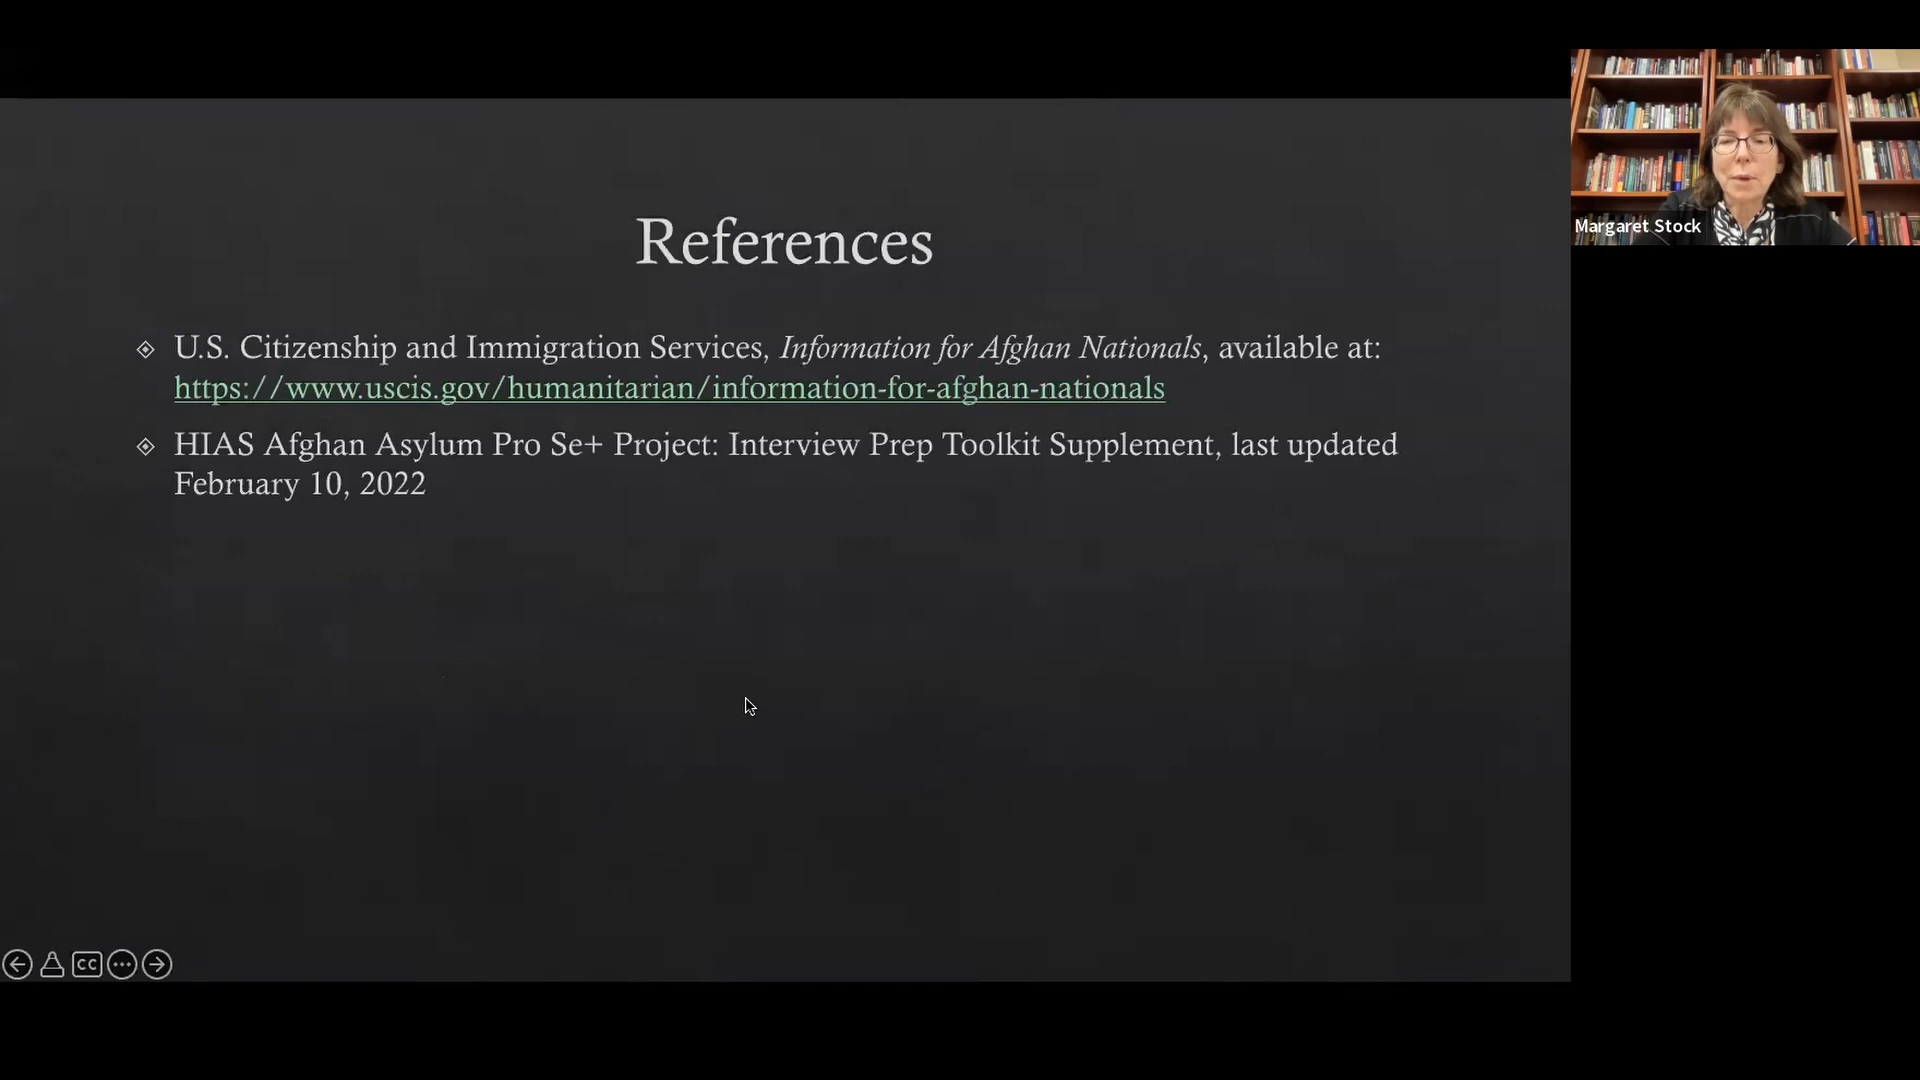 References
U.S. Citizenship and Immigration Services, Information for Afghan Nationals, available at:
https://www.uscis.gov/humanitarian/information-for-afghan-nationals
HIAS Afghan Asylum Pro Se+ Project: Interview Prep Toolkit Supplement, last updated
February 10, 2022
Margaret Stock
CC